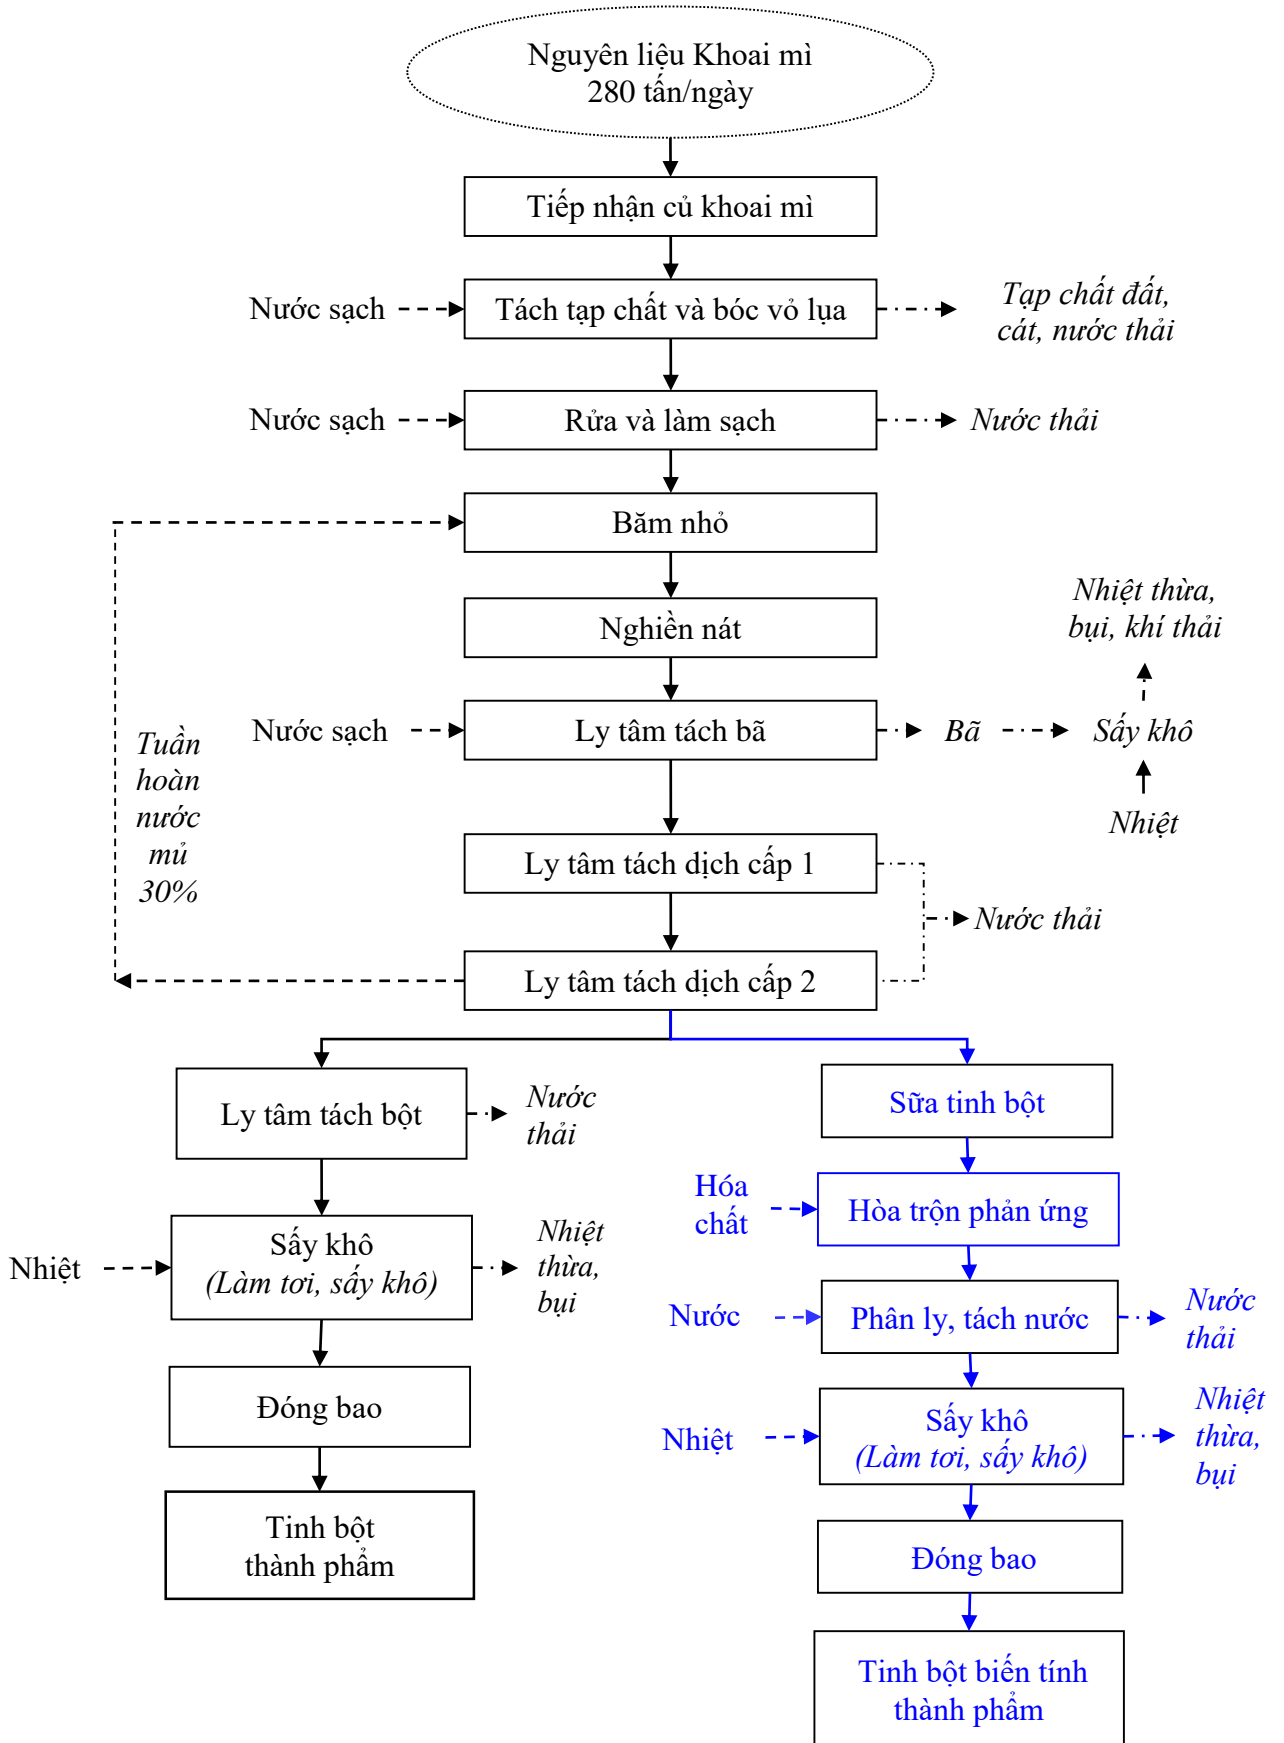 Nguyên liệu Khoai mì
280 tấn/ngày
Tiếp nhận củ khoai mì
Nước sạch
Tách tạp chất và bóc vỏ lụa
Tạp chất đất,
cát, nước thải
Nước sạch
Rửa và làm sạch
Nước thải
Băm nhỏ
Nghiền nát
Nhiệt thừa,
bụi, khí thải
Nước sạch
Ly tâm tách bã
Bã
Sấy khô
Nhiệt
Tuần
hoàn
nước
mủ
30%
Ly tâm tách dịch cấp 1
Nước thải
Ly tâm tách dịch cấp 2
Ly tâm tách bột
Nước
thải
Nhiệt
Sấy khô
(Làm tơi, sấy khô)
Nhiệt
thừa,
bụi
Đóng bao
Tinh bột
thành phẩm
Sữa tinh bột
Hóa
chất
Hòa trộn phản ứng
Nước
Phân ly, tách nước
Nước
thải
Nhiệt
Sấy khô
(Làm tơi, sấy khô)
Nhiệt
thừa,
bụi
Đóng bao
Tinh bột biến tính
thành phẩm